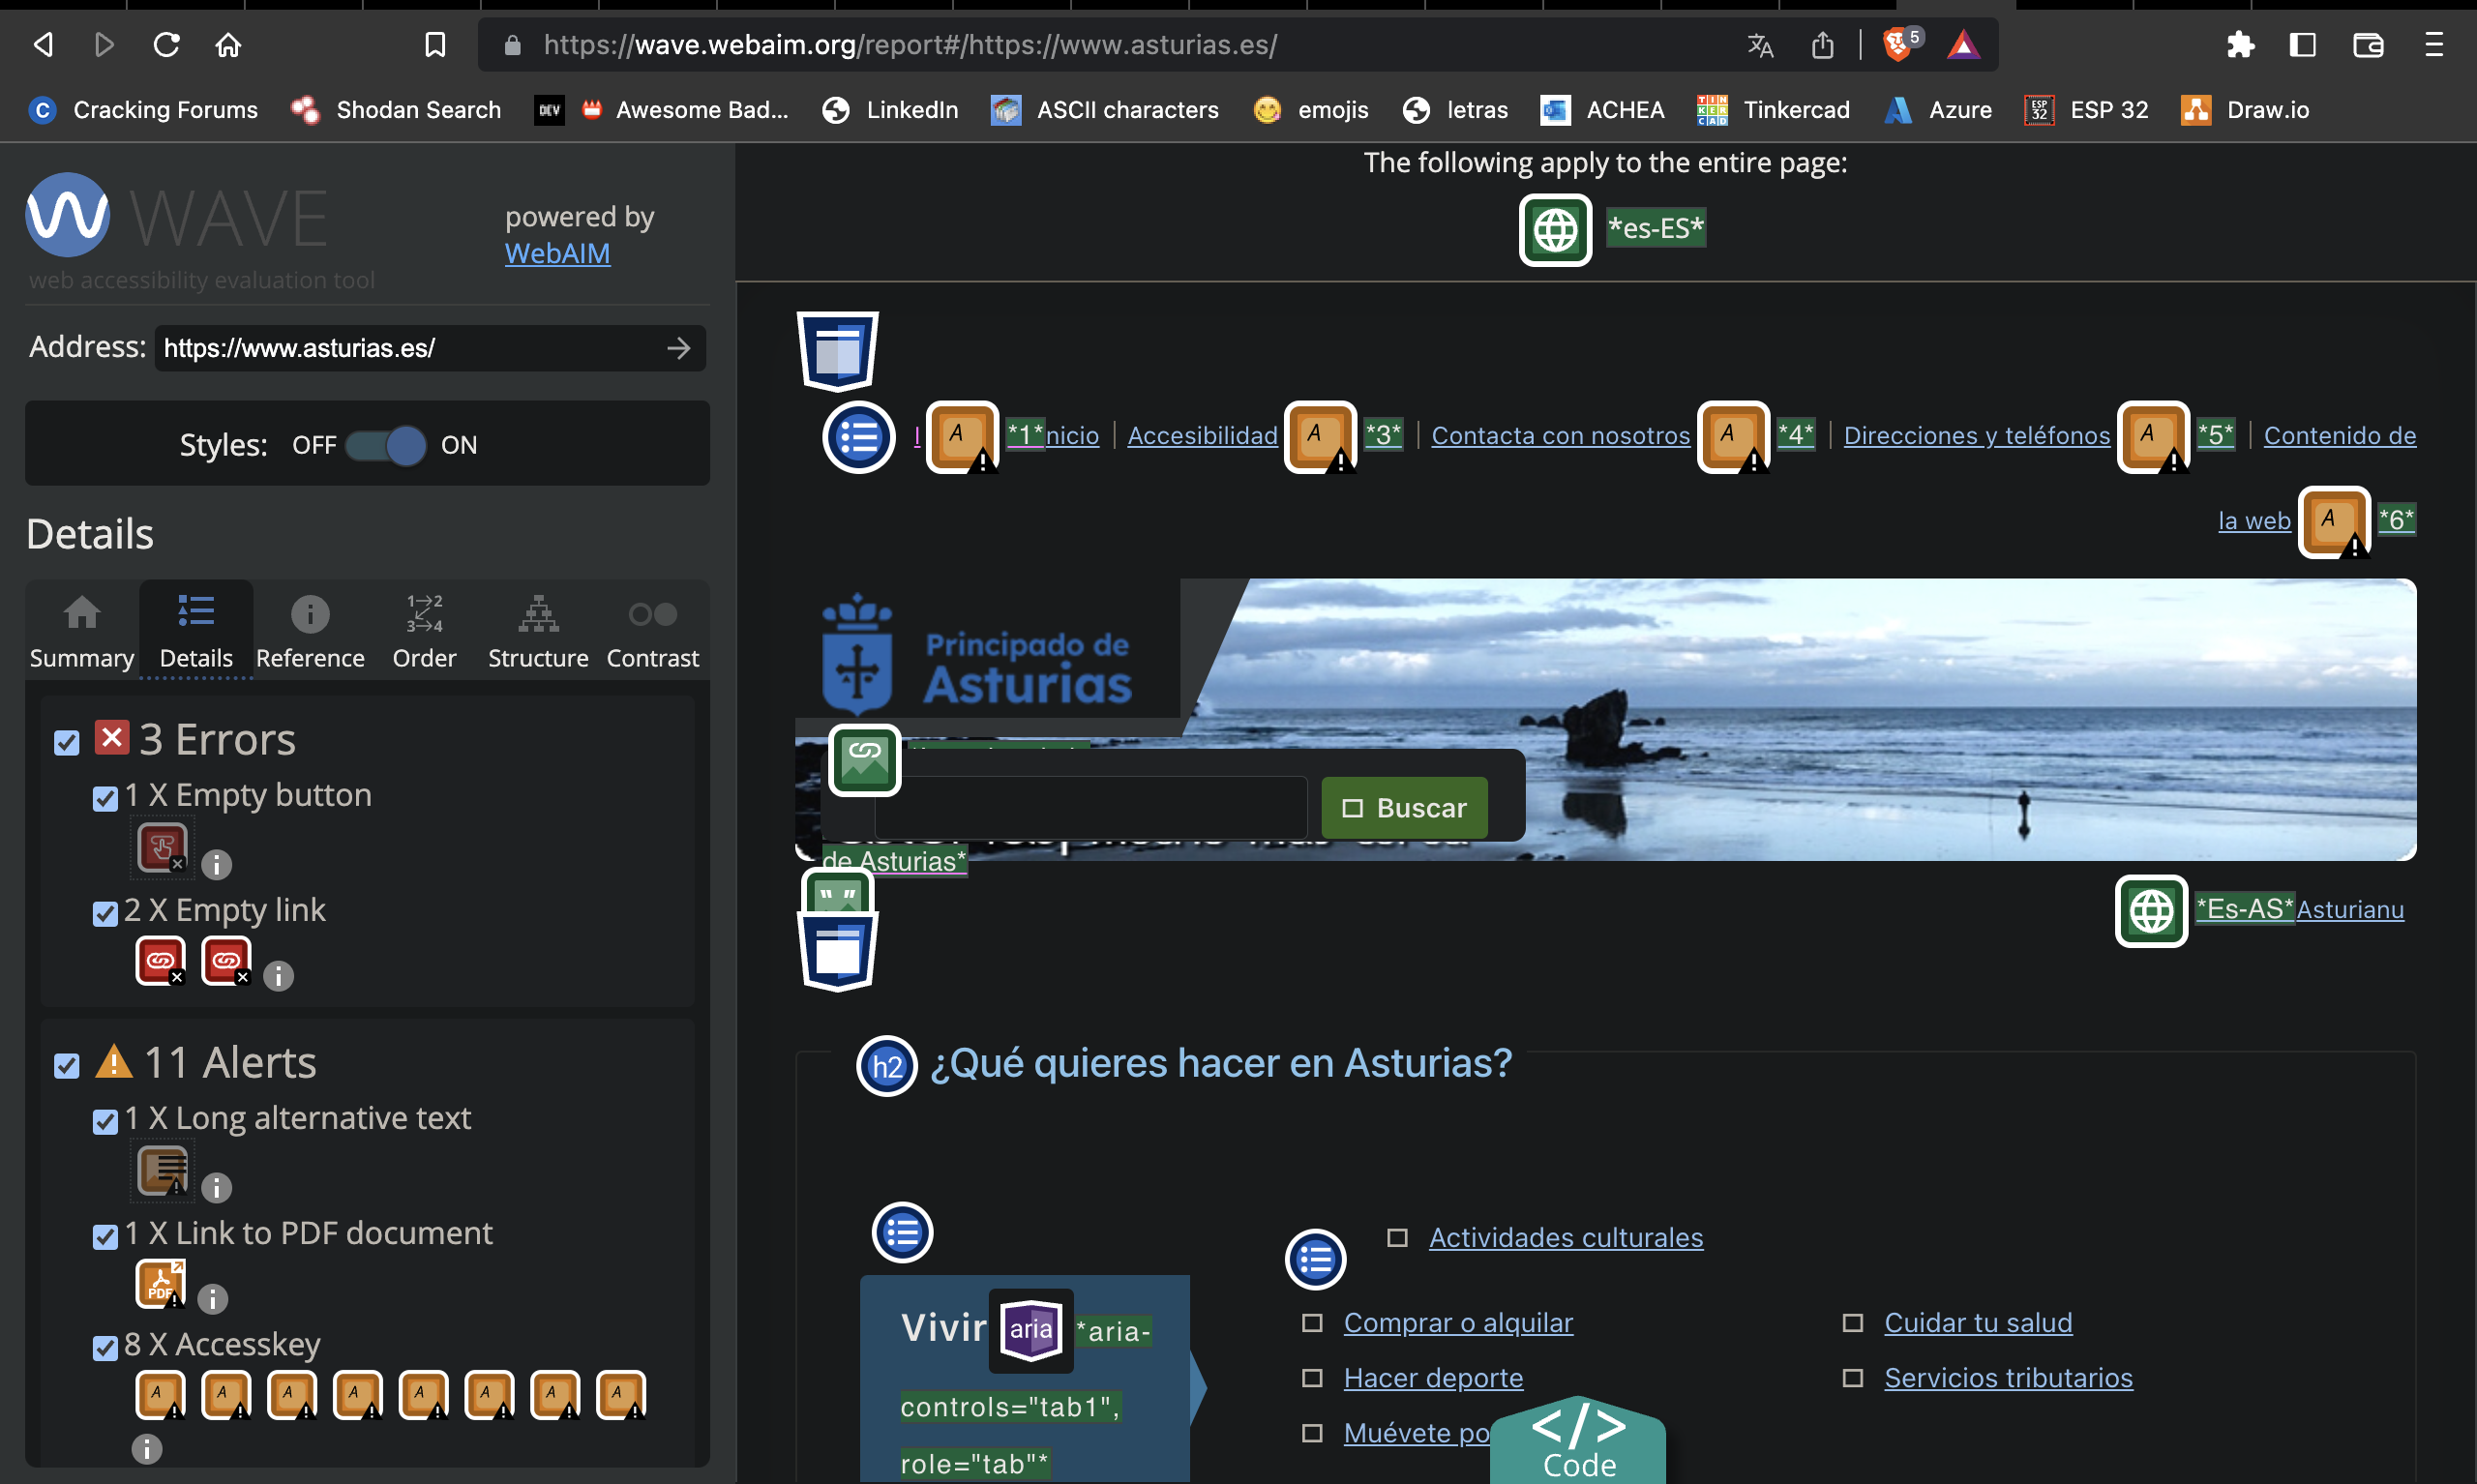 https://wave.webaim.org/report#/https://www.asturias.es/
5
Cracking Forums
Shodan Search
DEV
Awesome Bad...
LinkedIn
ASCII characters
emojis
letras
ACHEA
Tinkercad
Azure
ESP 32
Draw.io
WAVE
web accessibility evaluation tool
powered by
WebAIM
Address:
https://www.asturias.es/
Styles: OFF ON
Details
Summary
Details
Reference
Order
Structure
Contrast
3 Errors
1 X Empty button
2 X Empty link
11 Alerts
1 X Long alternative text
1 X Link to PDF document
PDF
8 X Accesskey
A A A A A A A A
The following apply to the entire page:
*es-ES*
I A *1*nicio | Accesibilidad A *3* | Contacta con nosotros A *4* | Direcciones y teléfonos A *5* | Contenido de
la web A *6*
Principado de
Asturias
Buscar
de Asturias*
*Es-AS*Asturianu
h2 ¿Qué quieres hacer en Asturias?
Vivir aria *aria-
controls="tab1",
role="tab"*
Actividades culturales
Comprar o alquilar
Cuidar tu salud
Hacer deporte
Servicios tributarios
Muévete po
</>
Code